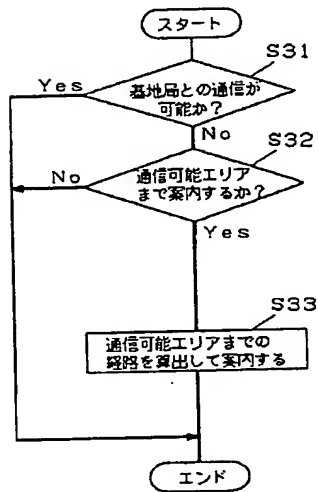 スタート
S31
Yes
基地局との通信が
可能か?
No
S32
No
通信可能エリア
まで案内するか?
Yes
S33
通信可能エリアまでの
経路を算出して案内する
エンド